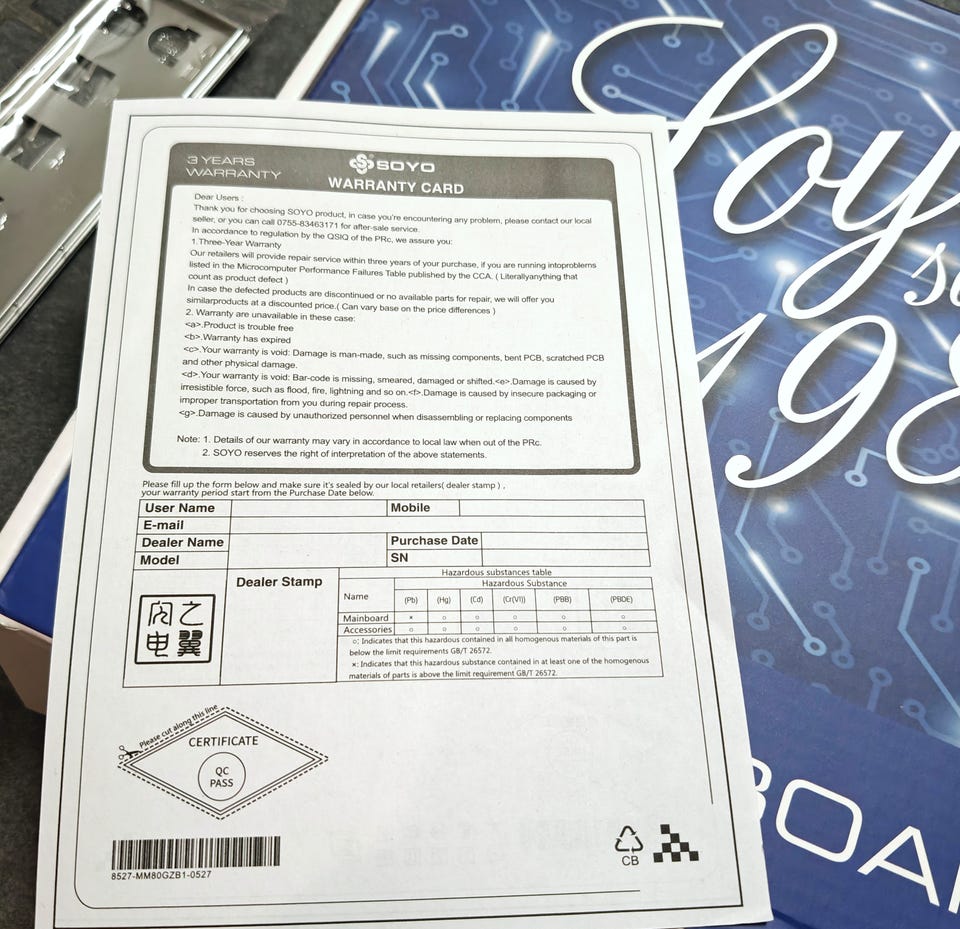 Soy
198
BOA
3 YEARS
WARRANTY
SOYO
WARRANTY CARD
Dear Users :
Thank you for choosing SOYO product, in case you're encountering any problem, please contact our local
seller, or you can call 0755-83463171 for after-sale service.
In accordance to regulation by the QSIQ of the PRc, we assure you:
1.Three-Year Warranty
Our retailers will provide repair service within three years of your purchase, if you are running intoproblems
listed in the Microcomputer Performance Failures Table published by the CCA. ( Literallyanything that
count as product defect )
In case the defected products are discontinued or no available parts for repair, we will offer you
similarproducts at a discounted price.( Can vary base on the price differences )
2. Warranty are unavailable in these case:
<a>.Product is trouble free
<b>.Warranty has expired
<c>.Your warranty is void: Damage is man-made, such as missing components, bent PCB, scratched PCB
and other physical damage.
<d>.Your warranty is void: Bar-code is missing, smeared, damaged or shifted.<e>.Damage is caused by
irresistible force, such as flood, fire, lightning and so on.<f>.Damage is caused by insecure packaging or
improper transportation from you during repair process.
<g>.Damage is caused by unauthorized personnel when disassembling or replacing components
Note: 1. Details of our warranty may vary in accordance to local law when out of the PRc.
2. SOYO reserves the right of interpretation of the above statements.
Please fill up the form below and make sure it's sealed by our local retailers( dealer stamp ) ,
your warranty period start from the Purchase Date below.
User Name Mobile
E-mail
Dealer Name Purchase Date
Model SN
Dealer Stamp
Hazardous substances table
Hazardous Substance
Name (Pb) (Hg) (Cd) (Cr(VI)) (PBB) (PBDE)
Mainboard × ○ ○ ○ ○ ○
Accessories ○ ○ ○ ○ ○ ○
○: Indicates that this hazardous contained in all homogenous materials of this part is
below the limit requirements GB/T 26572.
×: Indicates that this hazardous substance contained in at least one of the homogenous
materials of parts is above the limit requirement GB/T 26572.
之
电翼
Please cut along this line
CERTIFICATE
QC
PASS
8527-MM80GZB1-0527
CB